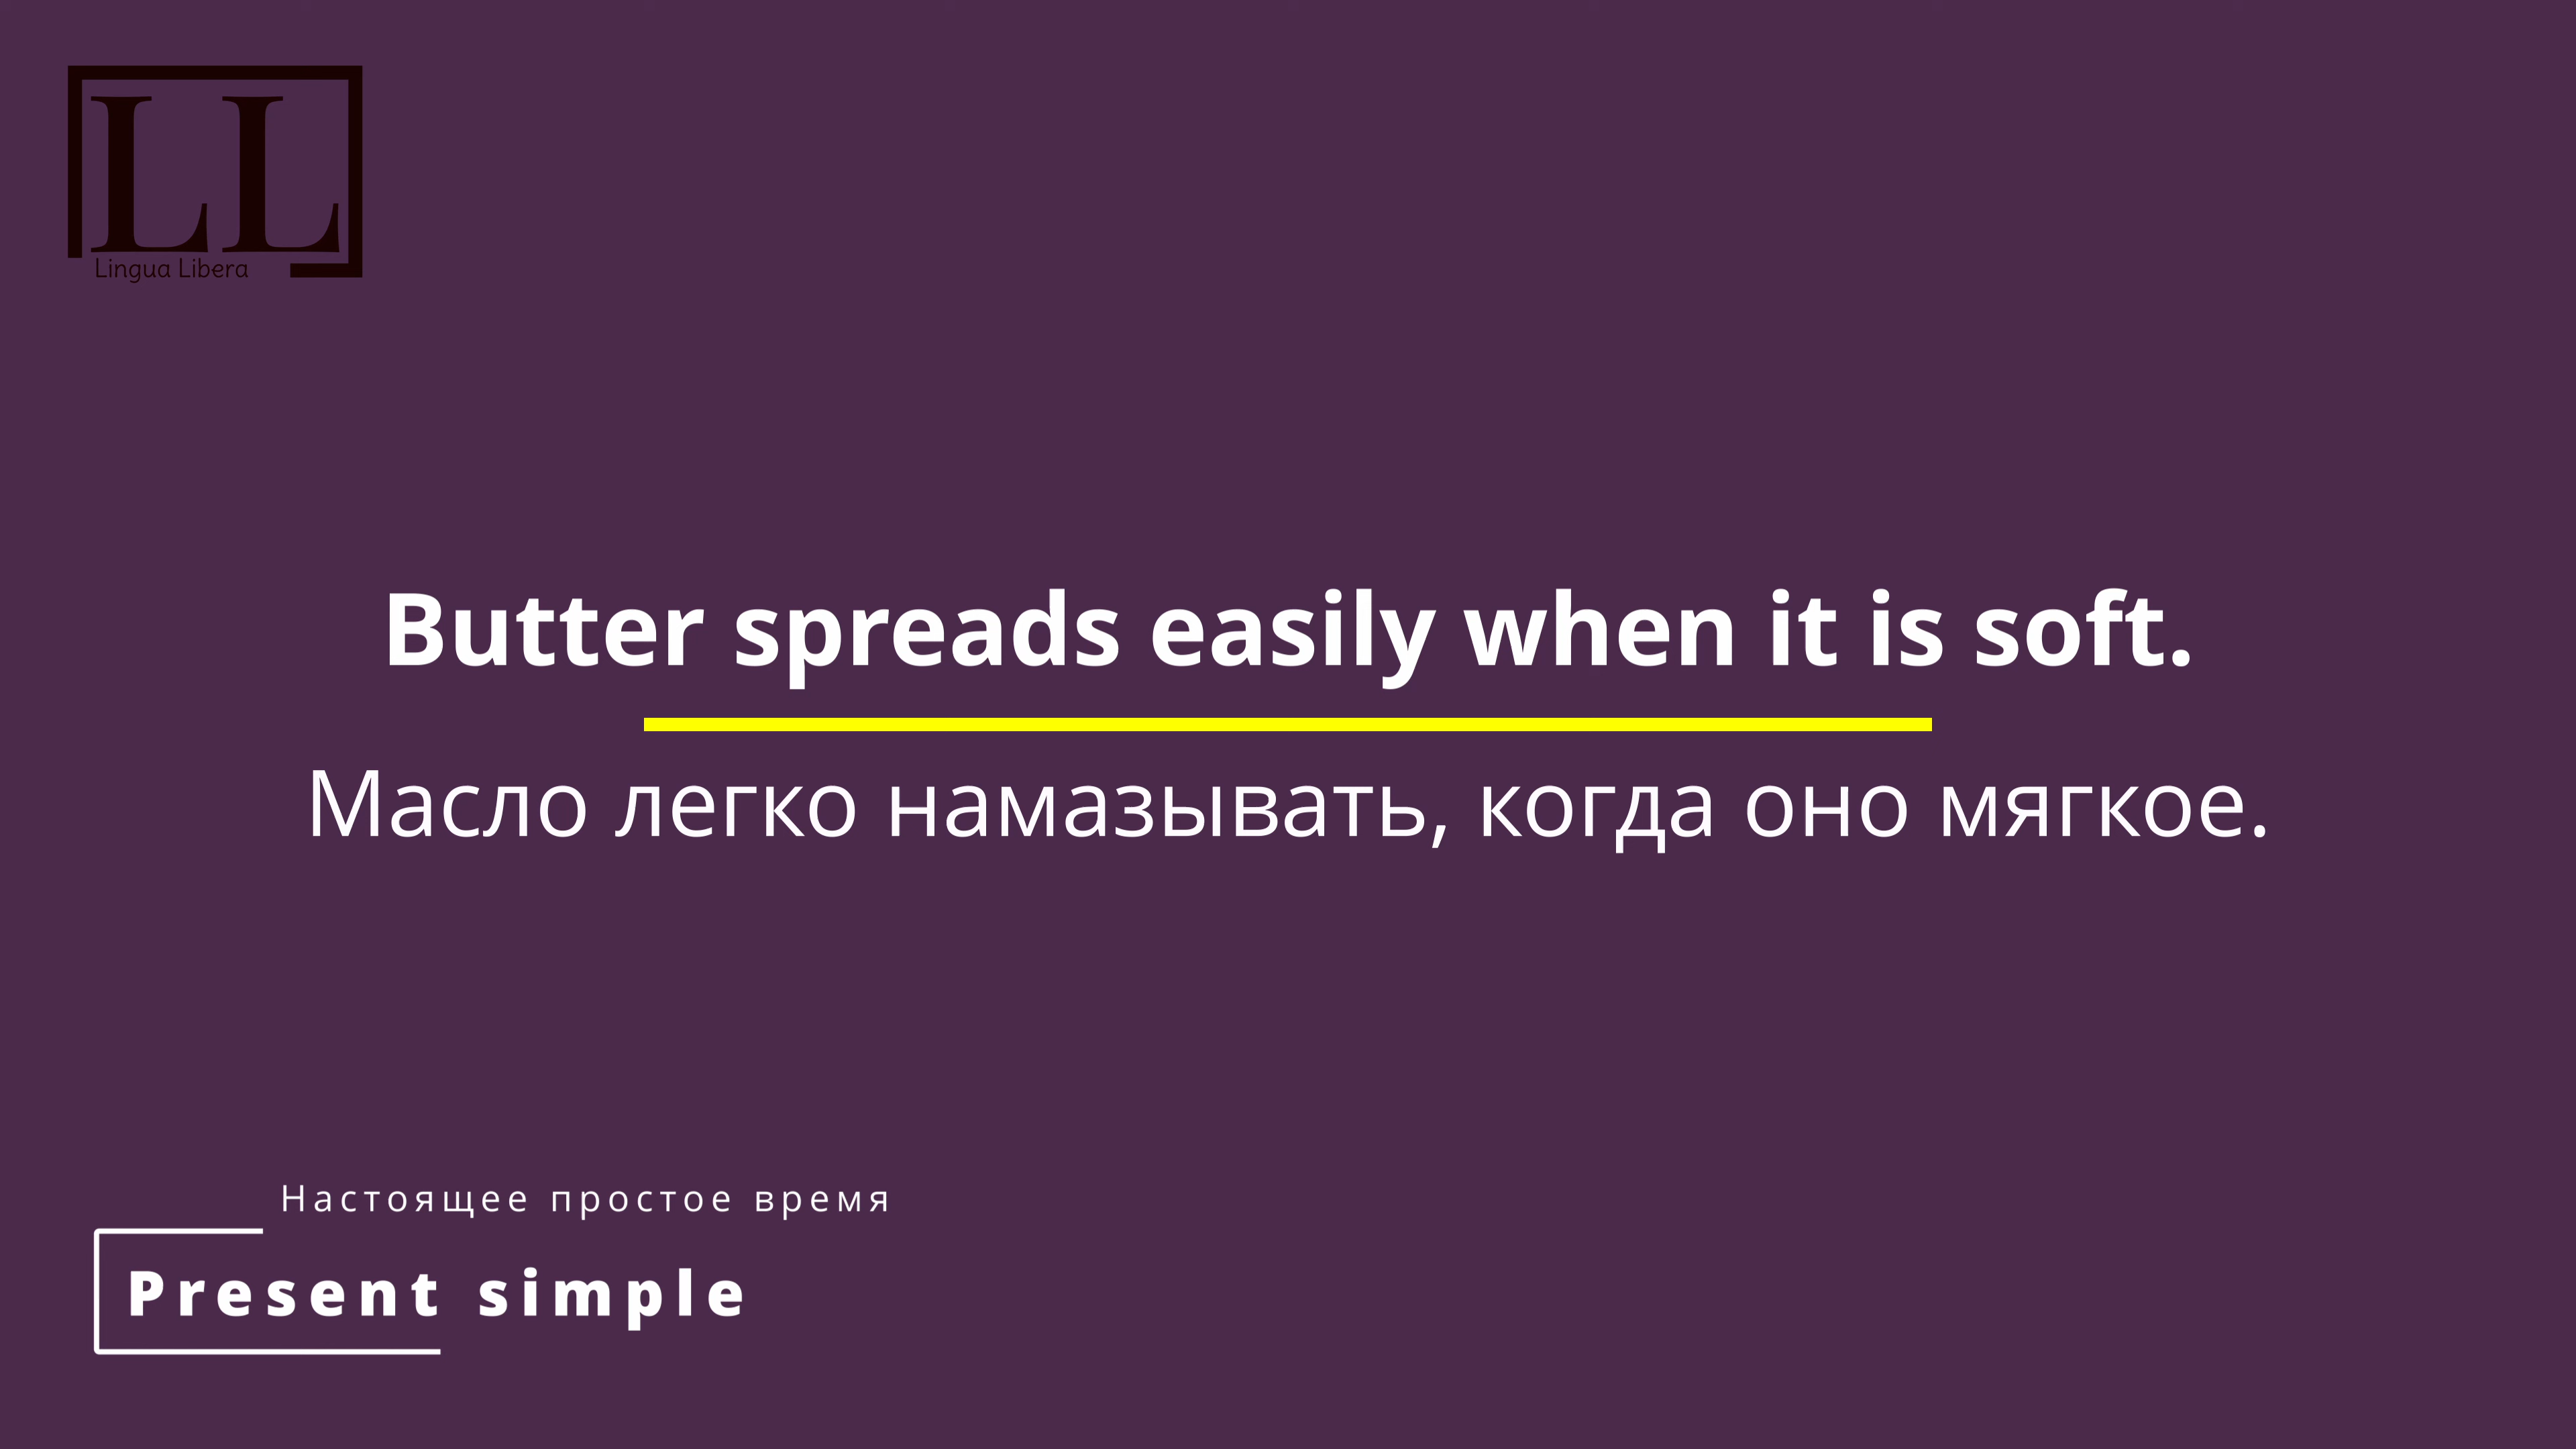 LL
Lingua Libera
Butter spreads easily when it is soft.
Масло легко намазывать, когда оно мягкое.
Настоящее простое время
Present simple